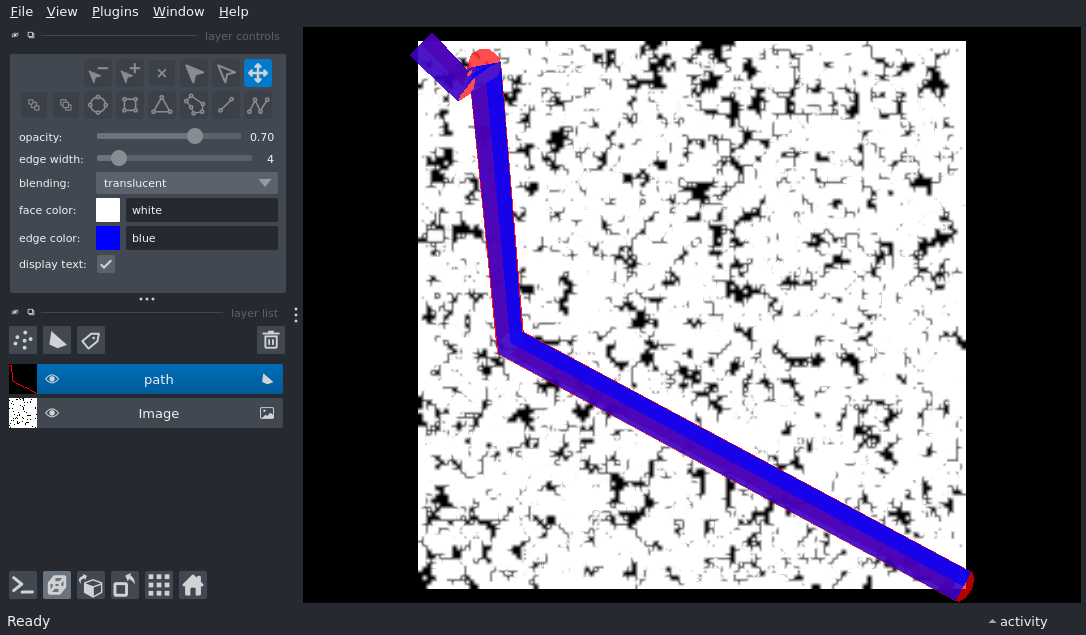 File View Plugins Window Help
layer controls
opacity: 0.70
edge width: 4
blending: translucent
face color: white
edge color: blue
display text:
layer list
path
Image
Ready
activity